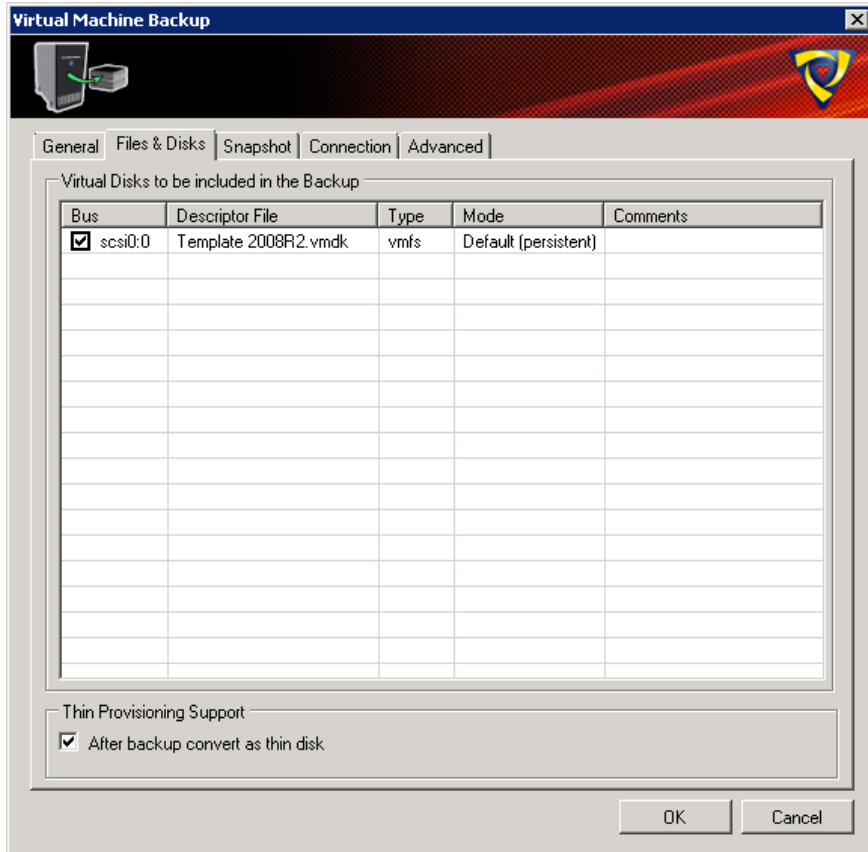 Virtual Machine Backup
General Files & Disks Snapshot Connection Advanced
Virtual Disks to be included in the Backup
Bus Descriptor File Type Mode Comments
scsi0:0 Template 2008R2.vmdk vmfs Default (persistent)
Thin Provisioning Support
After backup convert as thin disk
OK Cancel